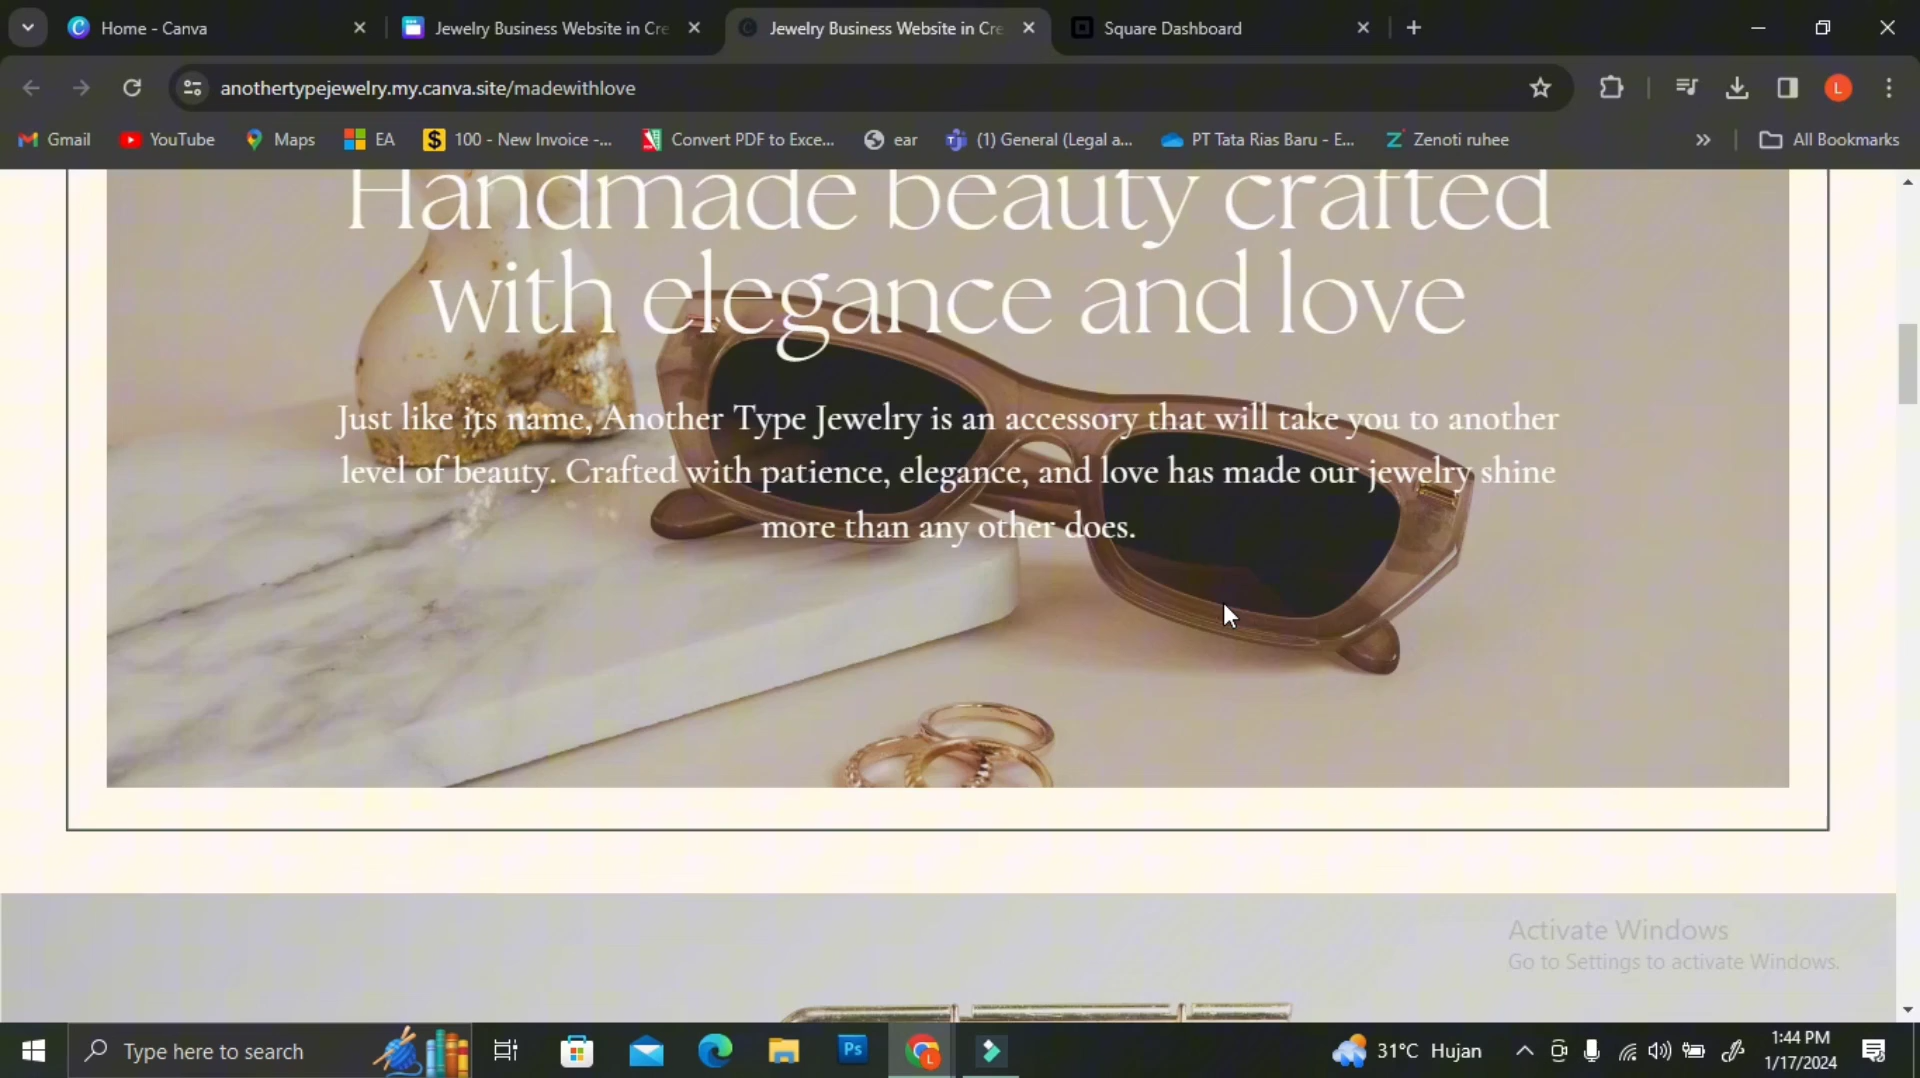 Home - Canva
Jewelry Business Website in Cre
Jewelry Business Website in Cre
Square Dashboard
anothertypejewelry.my.canva.site/madewithlove
L
Gmail
YouTube
Maps
EA
100 - New Invoice -...
Convert PDF to Exce...
ear
(1) General (Legal a...
PT Tata Rias Baru - E...
Zenoti ruhee
All Bookmarks
Handmade beauty crafted
with elegance and love
Just like its name, Another Type Jewelry is an accessory that will take you to another
level of beauty. Crafted with patience, elegance, and love has made our jewelry shine
more than any other does.
Activate Windows
Go to Settings to activate Windows.
Type here to search
Ps
L
31°C Hujan
1:44 PM
1/17/2024